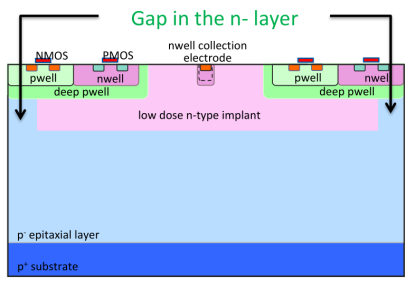 Gap in the n- layer
NMOS
PMOS
nwell collection
electrode
pwell
nwell
pwell
nwell
deep pwell
deep pwell
low dose n-type implant
p- epitaxial layer
p+ substrate